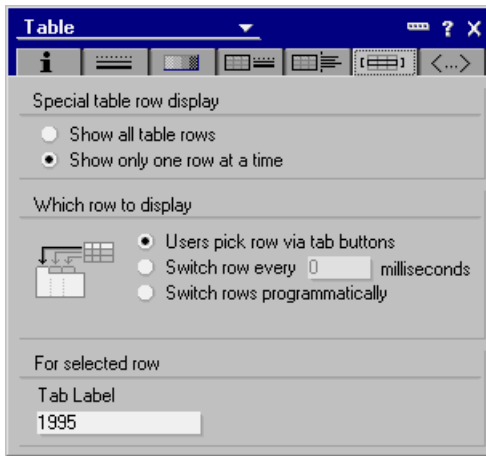 Table
? X
i <...>
Special table row display
Show all table rows
Show only one row at a time
Which row to display
Users pick row via tab buttons
Switch row every 0 milliseconds
Switch rows programmatically
For selected row
Tab Label
1995